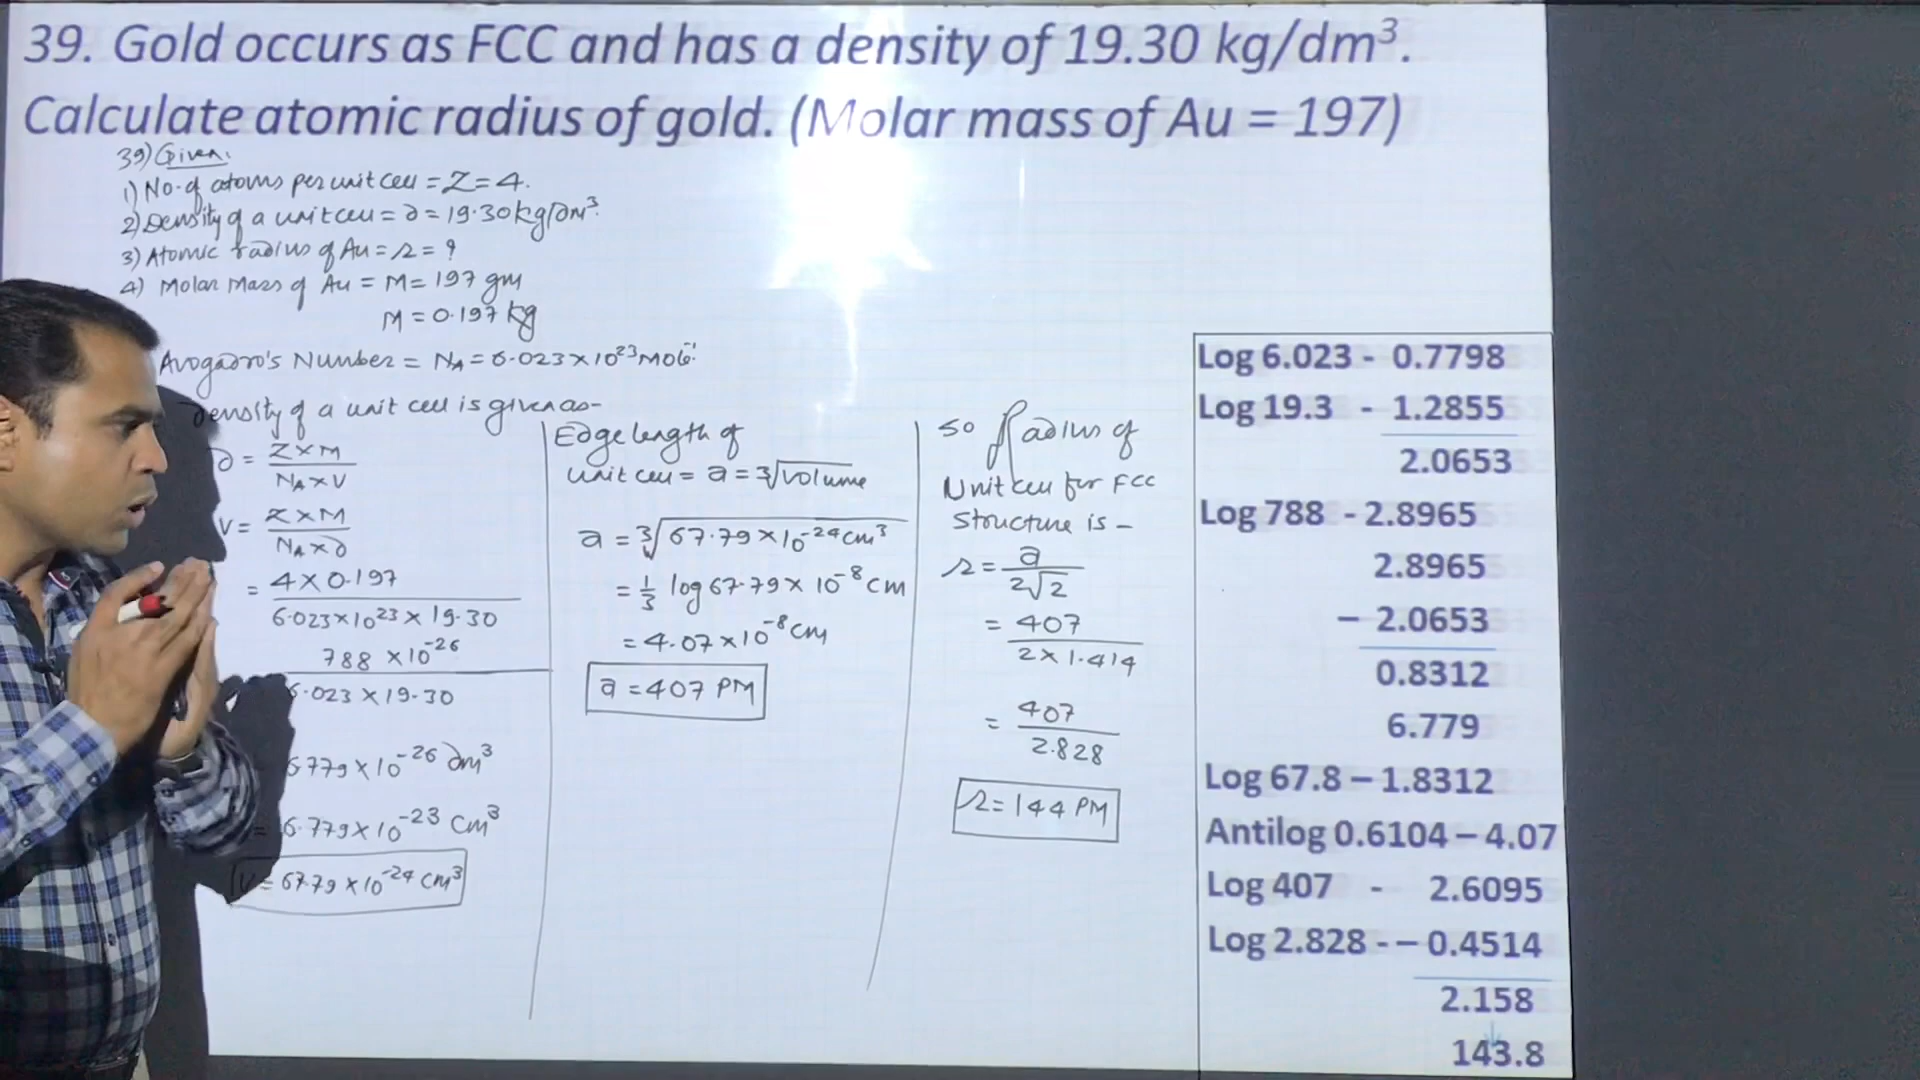 39. Gold occurs as FCC and has a density of 19.30 kg/dm³.
Calculate atomic radius of gold. (Molar mass of Au = 197)
39) Given:
1) No. of atoms per unit cell = Z = 4.
2) Density of a unit cell = ∂ = 19.30 kg/dm³.
3) Atomic radius of Au = r = ?
4) Molar Mass of Au = M = 197 gm
M = 0.197 kg
Avogadro's Number = NA = 6.023 × 10²³ Mole⁻¹
density of a unit cell is given as-
∂ = Z × M
NA × V
V = Z × M
NA × ∂
= 4 × 0.197
6.023 × 10²³ × 19.30
788 × 10⁻²⁶
6.023 × 19.30
6.779 × 10⁻²⁶ dm³
= 6.779 × 10⁻²³ cm³
V = 67.79 × 10⁻²⁴ cm³
Edge length of
unit cell = a = ³√volume
a = ³√67.79 × 10⁻²⁴ cm³
= 1/3 log 67.79 × 10⁻⁸ cm
= 4.07 × 10⁻⁸ cm
a = 407 PM
So Radius of
Unit cell for FCC
Structure is –
r = a
2√2
= 407
2 × 1.414
= 407
2.828
r = 144 PM
Log 6.023 - 0.7798
Log 19.3 - 1.2855
2.0653
Log 788 - 2.8965
2.8965
– 2.0653
0.8312
6.779
Log 67.8 – 1.8312
Antilog 0.6104 – 4.07
Log 407 - 2.6095
Log 2.828 - – 0.4514
2.158
143.8